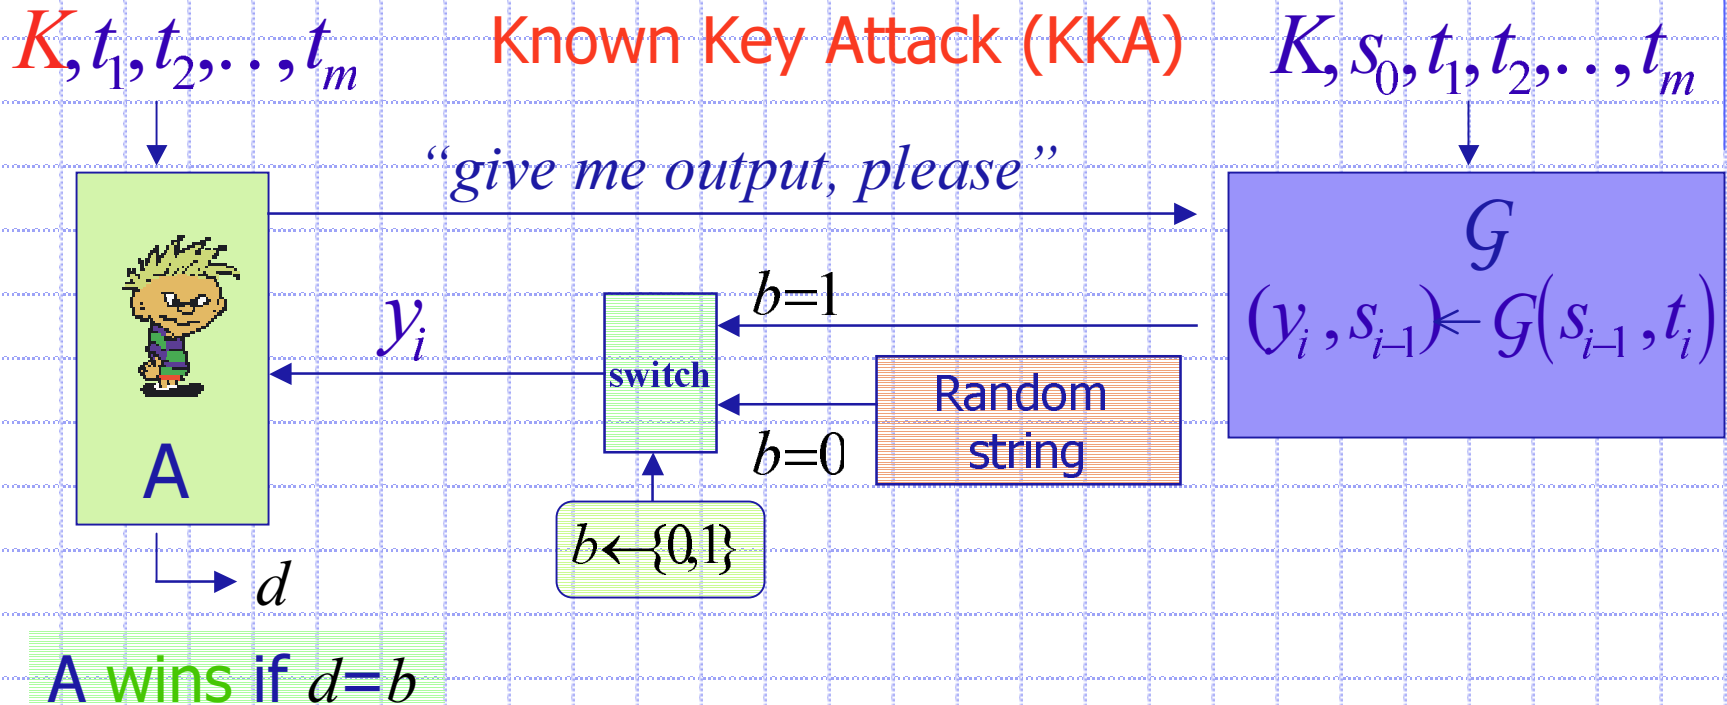 K, t₁, t₂, . . , tₘ
Known Key Attack (KKA)
K, s₀, t₁, t₂, . . , tₘ
“give me output, please”
𝒢
(yᵢ , sᵢ₋₁) ← 𝒢(sᵢ₋₁ , tᵢ)
b=1
yᵢ
switch
Random
string
b=0
A
b←{0,1}
d
A wins if d=b